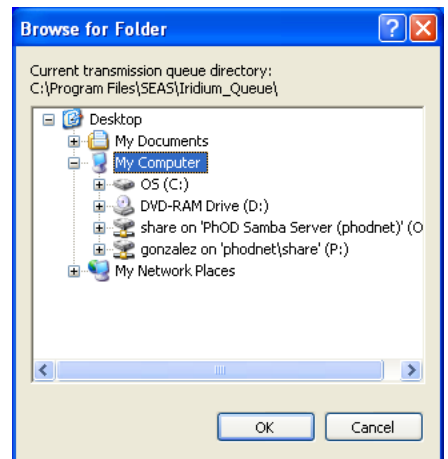 Browse for Folder
Current transmission queue directory:
C:\Program Files\SEAS\Iridium_Queue\
Desktop
My Documents
My Computer
OS (C:)
DVD-RAM Drive (D:)
share on 'PhOD Samba Server (phodnet)' (O
gonzalez on 'phodnet\share' (P:)
My Network Places
OK
Cancel